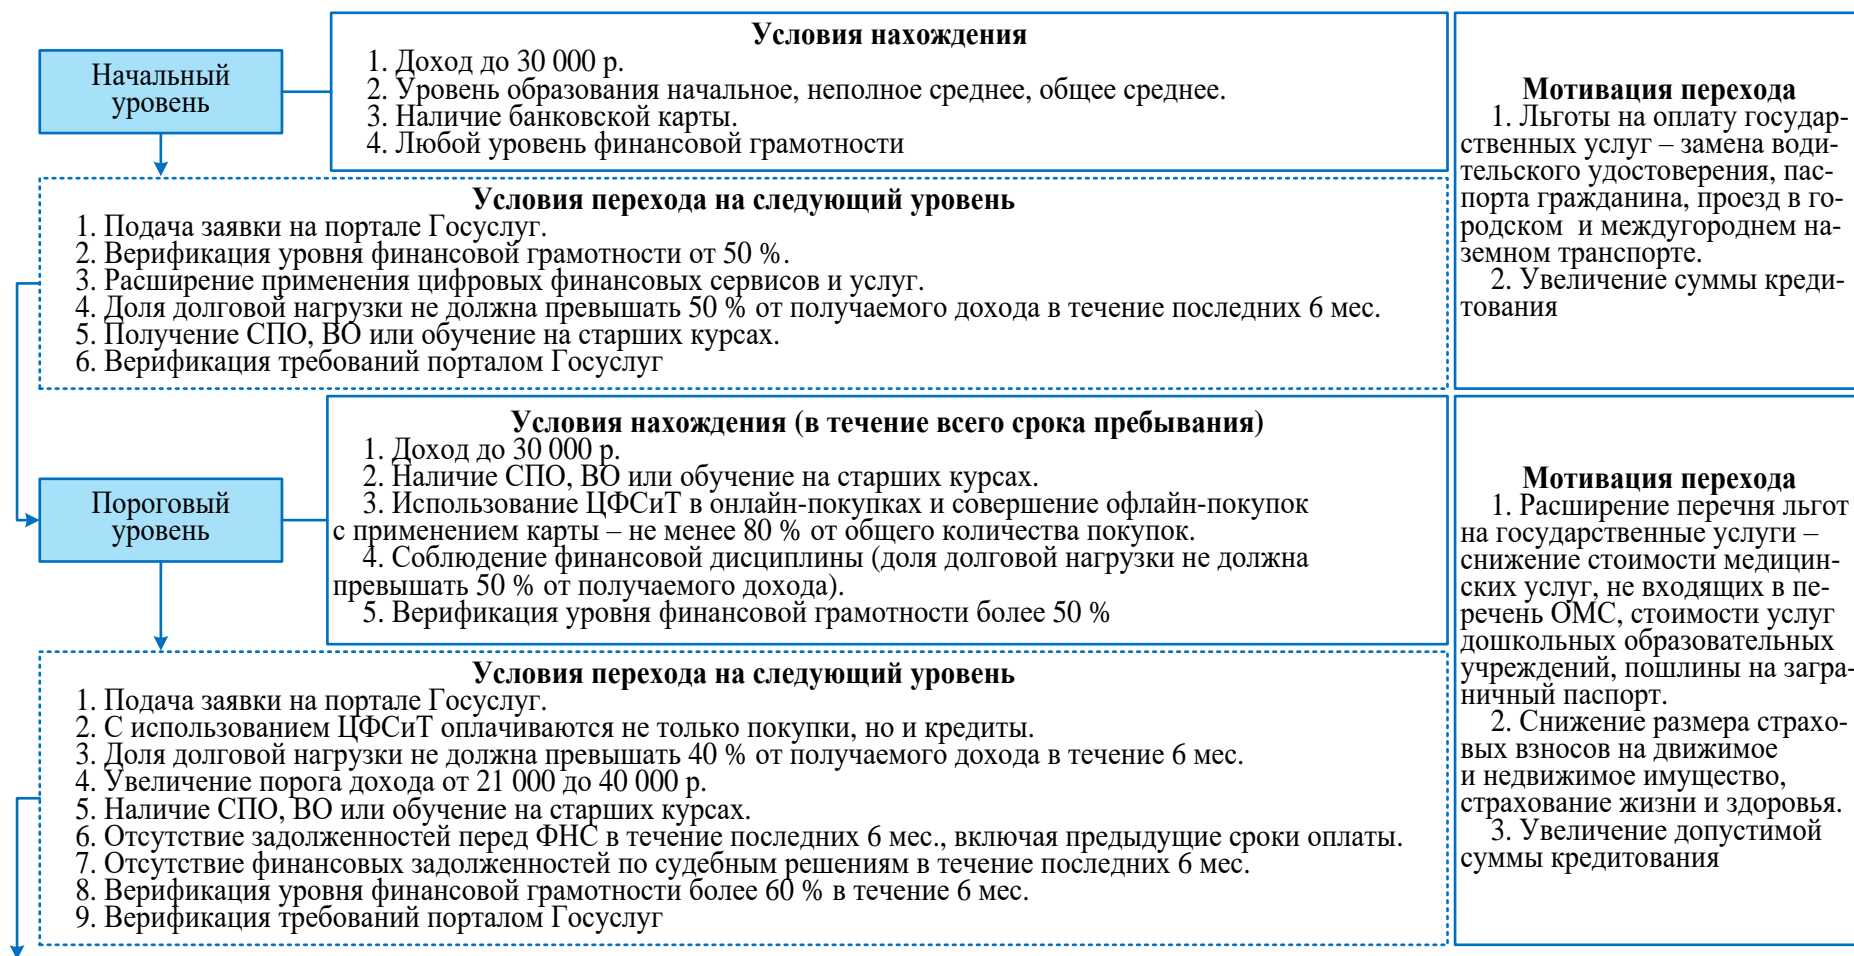 Начальный
уровень
Условия нахождения
1. Доход до 30 000 р.
2. Уровень образования начальное, неполное среднее, общее среднее.
3. Наличие банковской карты.
4. Любой уровень финансовой грамотности
Условия перехода на следующий уровень
1. Подача заявки на портале Госуслуг.
2. Верификация уровня финансовой грамотности от 50 %.
3. Расширение применения цифровых финансовых сервисов и услуг.
4. Доля долговой нагрузки не должна превышать 50 % от получаемого дохода в течение последних 6 мес.
5. Получение СПО, ВО или обучение на старших курсах.
6. Верификация требований порталом Госуслуг
Мотивация перехода
1. Льготы на оплату государ-
ственных услуг – замена води-
тельского удостоверения, пас-
порта гражданина, проезд в го-
родском и междугороднем на-
земном транспорте.
2. Увеличение суммы креди-
тования
Пороговый
уровень
Условия нахождения (в течение всего срока пребывания)
1. Доход до 30 000 р.
2. Наличие СПО, ВО или обучение на старших курсах.
3. Использование ЦФСиТ в онлайн-покупках и совершение офлайн-покупок
с применением карты – не менее 80 % от общего количества покупок.
4. Соблюдение финансовой дисциплины (доля долговой нагрузки не должна
превышать 50 % от получаемого дохода).
5. Верификация уровня финансовой грамотности более 50 %
Условия перехода на следующий уровень
1. Подача заявки на портале Госуслуг.
2. С использованием ЦФСиТ оплачиваются не только покупки, но и кредиты.
3. Доля долговой нагрузки не должна превышать 40 % от получаемого дохода в течение 6 мес.
4. Увеличение порога дохода от 21 000 до 40 000 р.
5. Наличие СПО, ВО или обучение на старших курсах.
6. Отсутствие задолженностей перед ФНС в течение последних 6 мес., включая предыдущие сроки оплаты.
7. Отсутствие финансовых задолженностей по судебным решениям в течение последних 6 мес.
8. Верификация уровня финансовой грамотности более 60 % в течение 6 мес.
9. Верификация требований порталом Госуслуг
Мотивация перехода
1. Расширение перечня льгот
на государственные услуги –
снижение стоимости медицин-
ских услуг, не входящих в пе-
речень ОМС, стоимости услуг
дошкольных образовательных
учреждений, пошлины на загра-
ничный паспорт.
2. Снижение размера страхо-
вых взносов на движимое
и недвижимое имущество,
страхование жизни и здоровья.
3. Увеличение допустимой
суммы кредитования